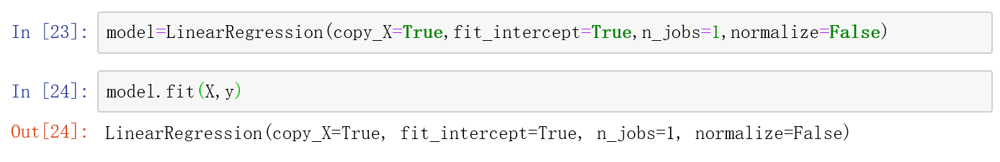 In [23]: model=LinearRegression(copy_X=True,fit_intercept=True,n_jobs=1,normalize=False)
In [24]: model.fit(X,y)
Out[24]: LinearRegression(copy_X=True, fit_intercept=True, n_jobs=1, normalize=False)